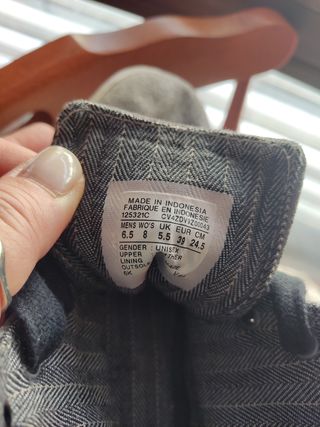 MADE IN INDONESIA
FABRIQUE EN INDONESIE
125321C
MENS WO'S UK EUR CM
6.5 8 5.5 39 24.5
GENDER : UNISEX
UPPER
LINING
OUTSOLE